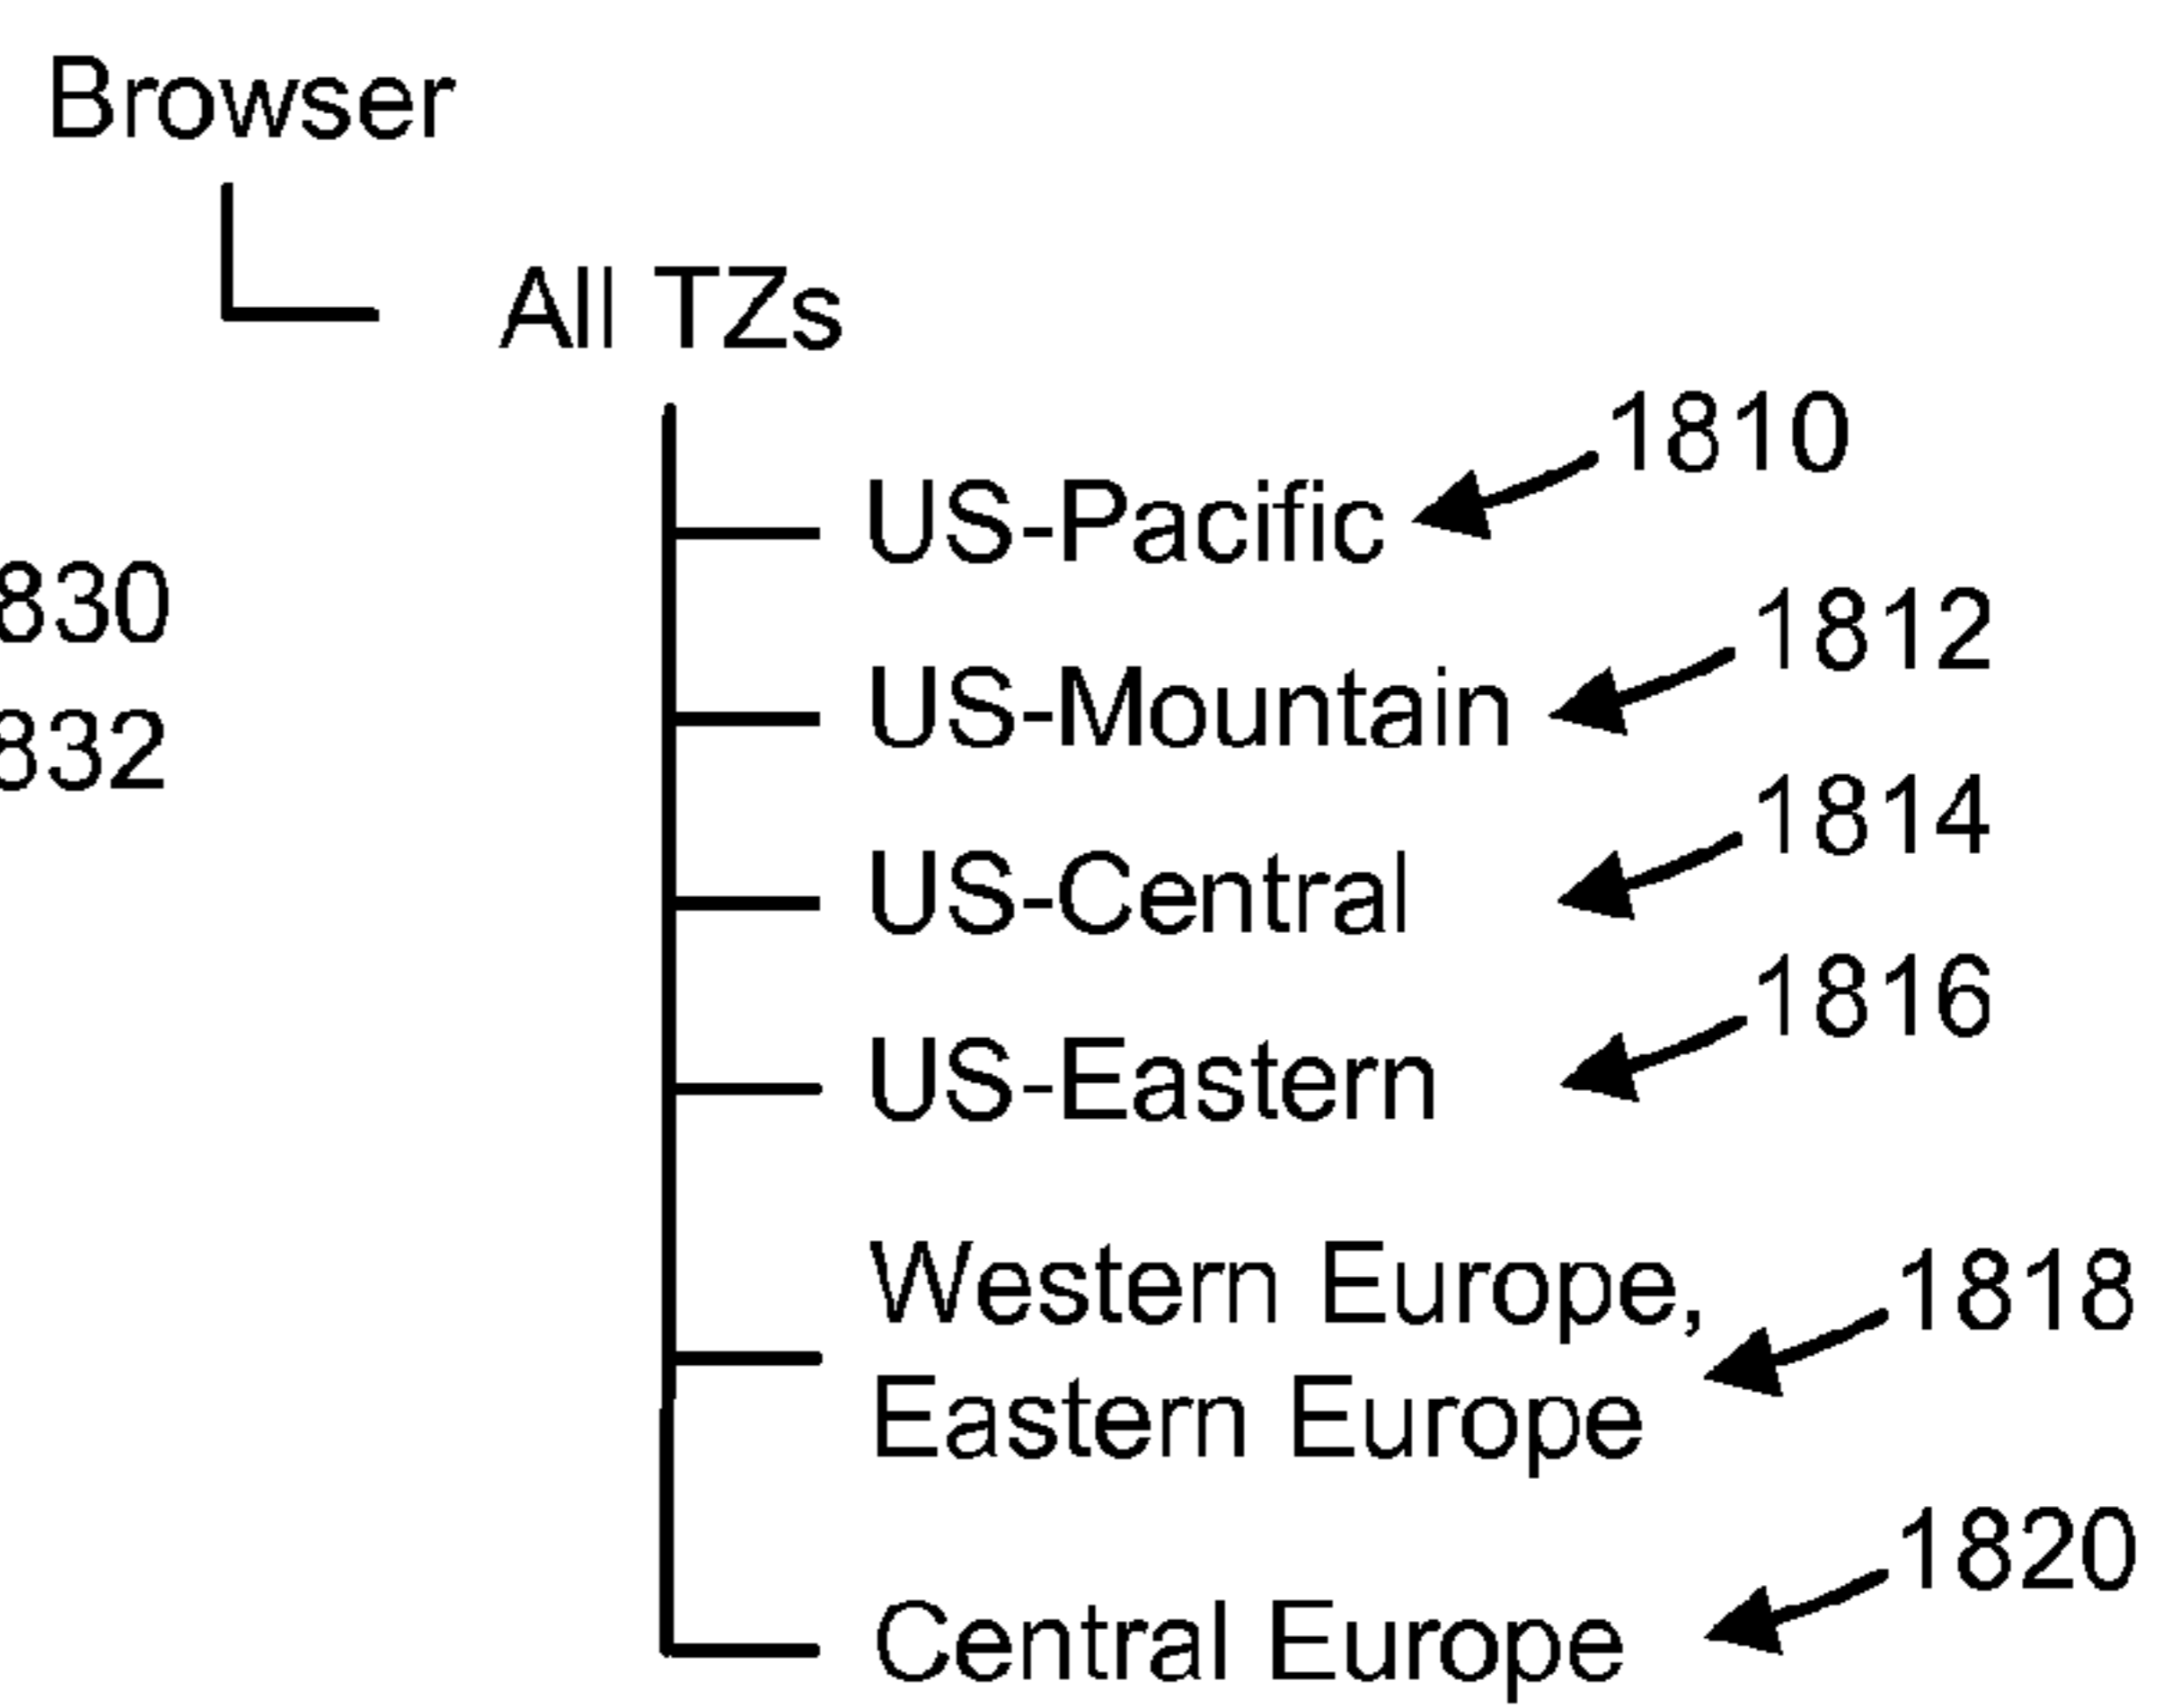 Browser
All TZs
1810
US-Pacific
830
1812
US-Mountain
832
1814
US-Central
1816
US-Eastern
Western Europe,
1818
Eastern Europe
1820
Central Europe